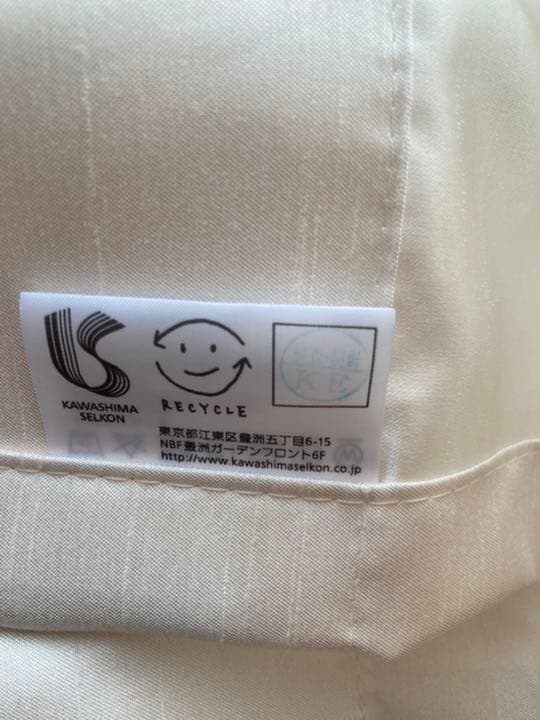 KAWASHIMA
SELKON
RECYCLE
東京都江東区豊洲五丁目6-15
NBF豊洲ガーデンフロント6F
http://www.kawashimaselkon.co.jp